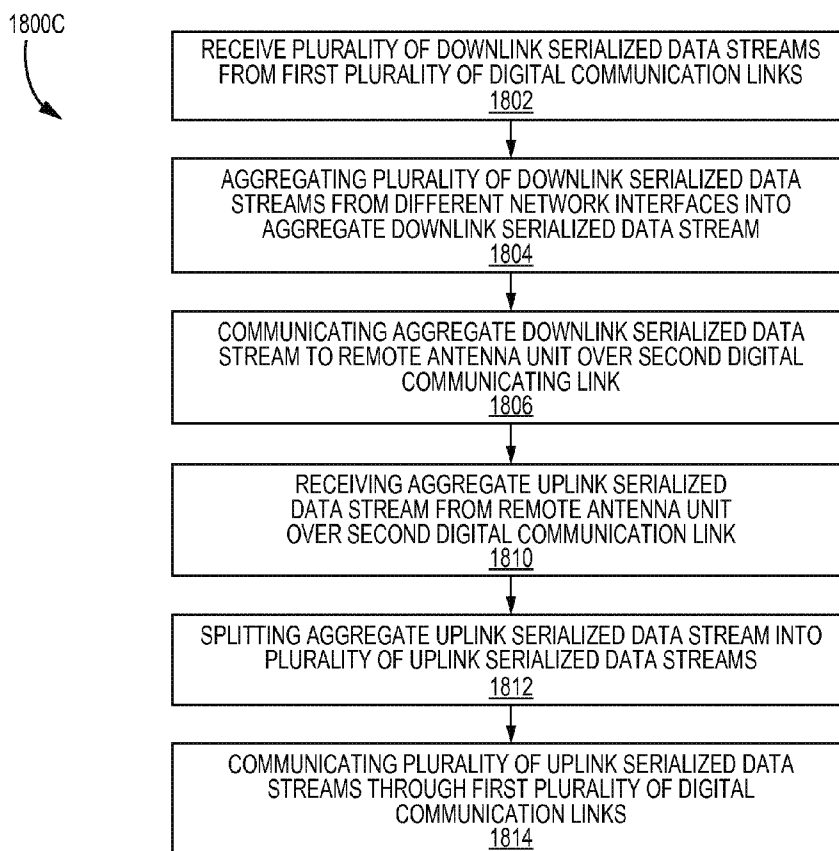 1800C
RECEIVE PLURALITY OF DOWNLINK SERIALIZED DATA STREAMS
FROM FIRST PLURALITY OF DIGITAL COMMUNICATION LINKS
1802
AGGREGATING PLURALITY OF DOWNLINK SERIALIZED DATA
STREAMS FROM DIFFERENT NETWORK INTERFACES INTO
AGGREGATE DOWNLINK SERIALIZED DATA STREAM
1804
COMMUNICATING AGGREGATE DOWNLINK SERIALIZED DATA
STREAM TO REMOTE ANTENNA UNIT OVER SECOND DIGITAL
COMMUNICATING LINK
1806
RECEIVING AGGREGATE UPLINK SERIALIZED
DATA STREAM FROM REMOTE ANTENNA UNIT
OVER SECOND DIGITAL COMMUNICATION LINK
1810
SPLITTING AGGREGATE UPLINK SERIALIZED DATA STREAM INTO
PLURALITY OF UPLINK SERIALIZED DATA STREAMS
1812
COMMUNICATING PLURALITY OF UPLINK SERIALIZED DATA
STREAMS THROUGH FIRST PLURALITY OF DIGITAL
COMMUNICATION LINKS
1814